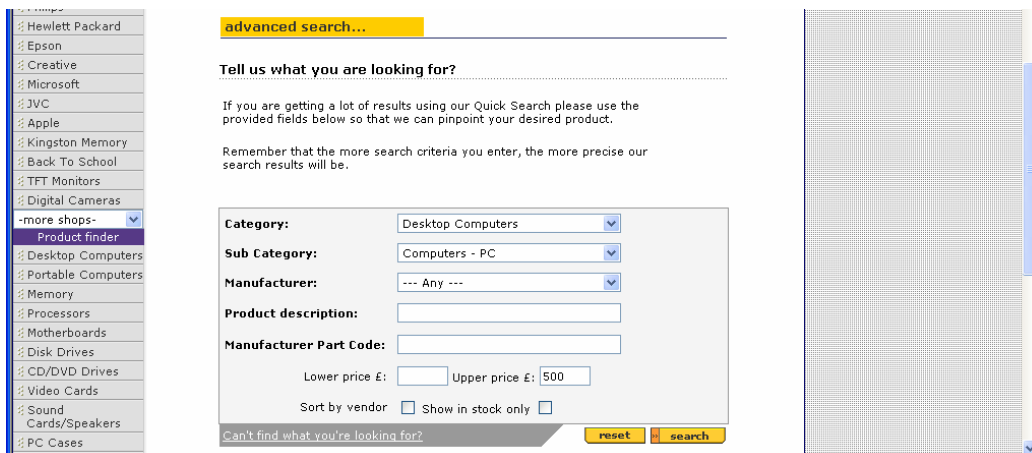 Philips
Hewlett Packard
Epson
Creative
Microsoft
JVC
Apple
Kingston Memory
Back To School
TFT Monitors
Digital Cameras
-more shops-
Product finder
Desktop Computers
Portable Computers
Memory
Processors
Motherboards
Disk Drives
CD/DVD Drives
Video Cards
Sound
Cards/Speakers
PC Cases
advanced search...
Tell us what you are looking for?
If you are getting a lot of results using our Quick Search please use the
provided fields below so that we can pinpoint your desired product.
Remember that the more search criteria you enter, the more precise our
search results will be.
Category: Desktop Computers
Sub Category: Computers - PC
Manufacturer: --- Any ---
Product description:
Manufacturer Part Code:
Lower price £: Upper price £: 500
Sort by vendor Show in stock only
Can't find what you're looking for? reset search